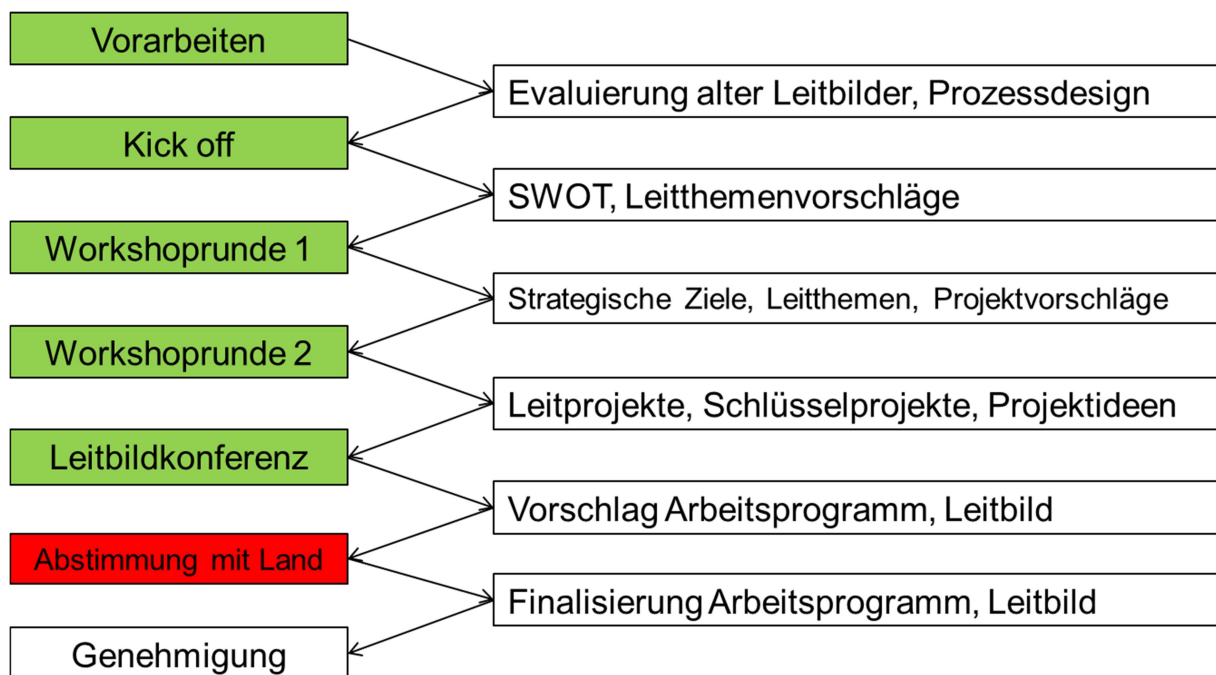 Vorarbeiten
Evaluierung alter Leitbilder, Prozessdesign
Kick off
SWOT, Leitthemenvorschläge
Workshoprunde 1
Strategische Ziele, Leitthemen, Projektvorschläge
Workshoprunde 2
Leitprojekte, Schlüsselprojekte, Projektideen
Leitbildkonferenz
Vorschlag Arbeitsprogramm, Leitbild
Abstimmung mit Land
Finalisierung Arbeitsprogramm, Leitbild
Genehmigung